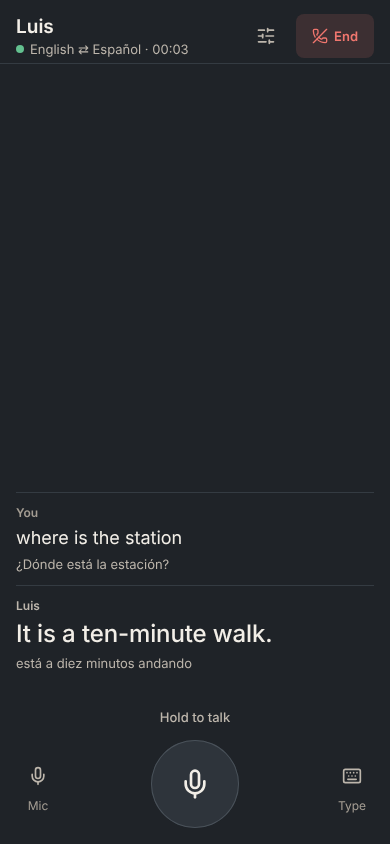 Luis
English ⇄ Español · 00:03
End
You
where is the station
¿Dónde está la estación?
Luis
It is a ten-minute walk.
está a diez minutos andando
Hold to talk
Mic
Type